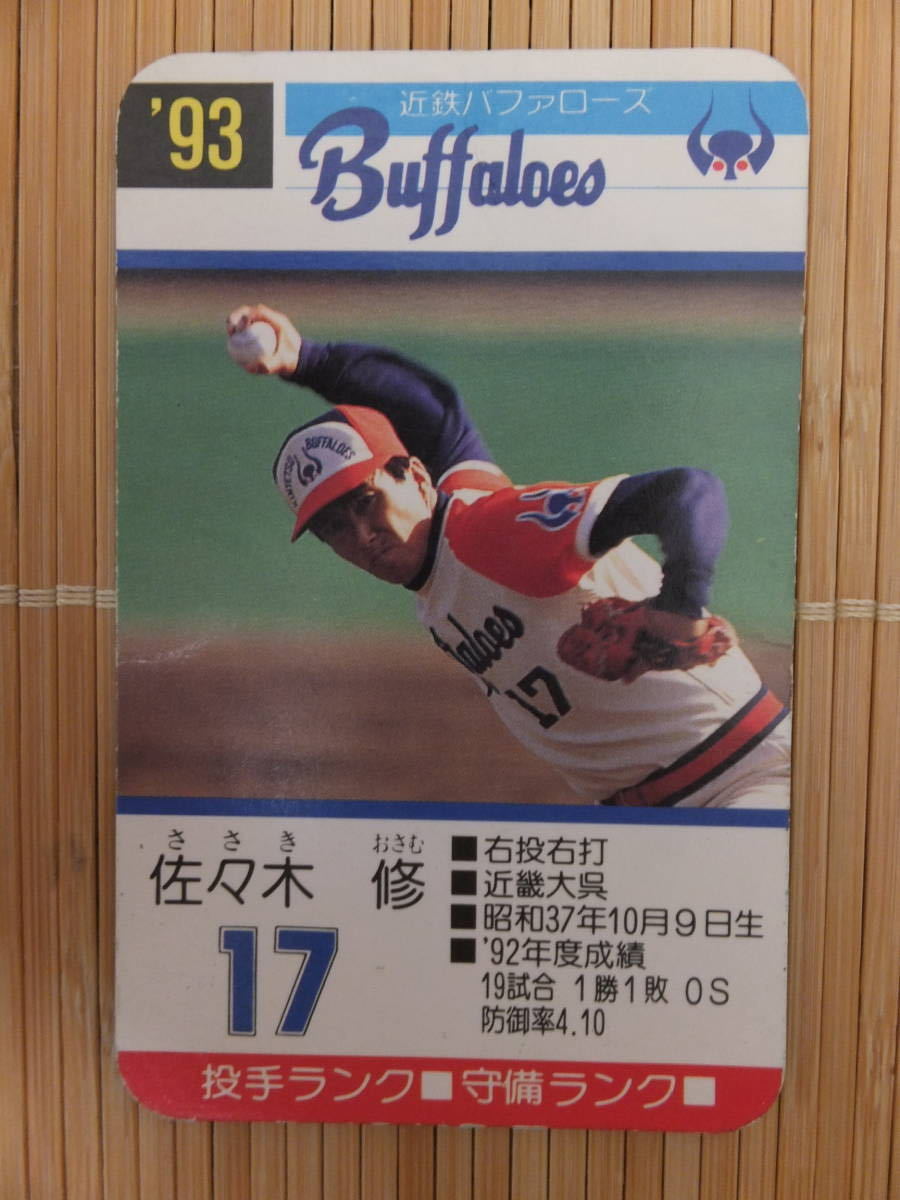 '93
近鉄バファローズ
Buffaloes
KINTETSU BUFFALOES
17
ささき おさむ
佐々木 修
17
■右投右打
■近畿大呉
■昭和37年10月9日生
■'92年度成績
19試合 1勝1敗 0S
防御率4.10
投手ランク■ 守備ランク■